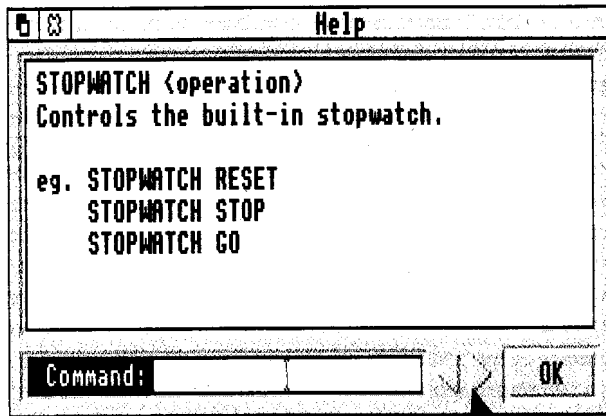 Help
STOPWATCH <operation>
Controls the built-in stopwatch.
eg. STOPWATCH RESET
STOPWATCH STOP
STOPWATCH GO
Command:
OK